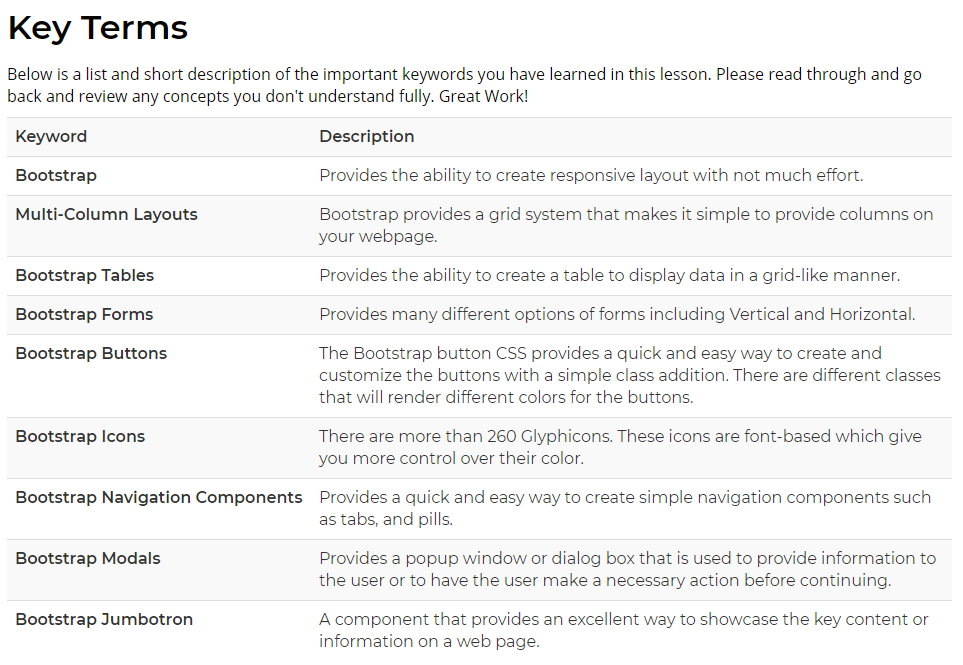 Key Terms
Below is a list and short description of the important keywords you have learned in this lesson. Please read through and go
back and review any concepts you don't understand fully. Great Work!
Keyword Description
Bootstrap Provides the ability to create responsive layout with not much effort.
Multi-Column Layouts Bootstrap provides a grid system that makes it simple to provide columns on
your webpage.
Bootstrap Tables Provides the ability to create a table to display data in a grid-like manner.
Bootstrap Forms Provides many different options of forms including Vertical and Horizontal.
Bootstrap Buttons The Bootstrap button CSS provides a quick and easy way to create and
customize the buttons with a simple class addition. There are different classes
that will render different colors for the buttons.
Bootstrap Icons There are more than 260 Glyphicons. These icons are font-based which give
you more control over their color.
Bootstrap Navigation Components Provides a quick and easy way to create simple navigation components such
as tabs, and pills.
Bootstrap Modals Provides a popup window or dialog box that is used to provide information to
the user or to have the user make a necessary action before continuing.
Bootstrap Jumbotron A component that provides an excellent way to showcase the key content or
information on a web page.